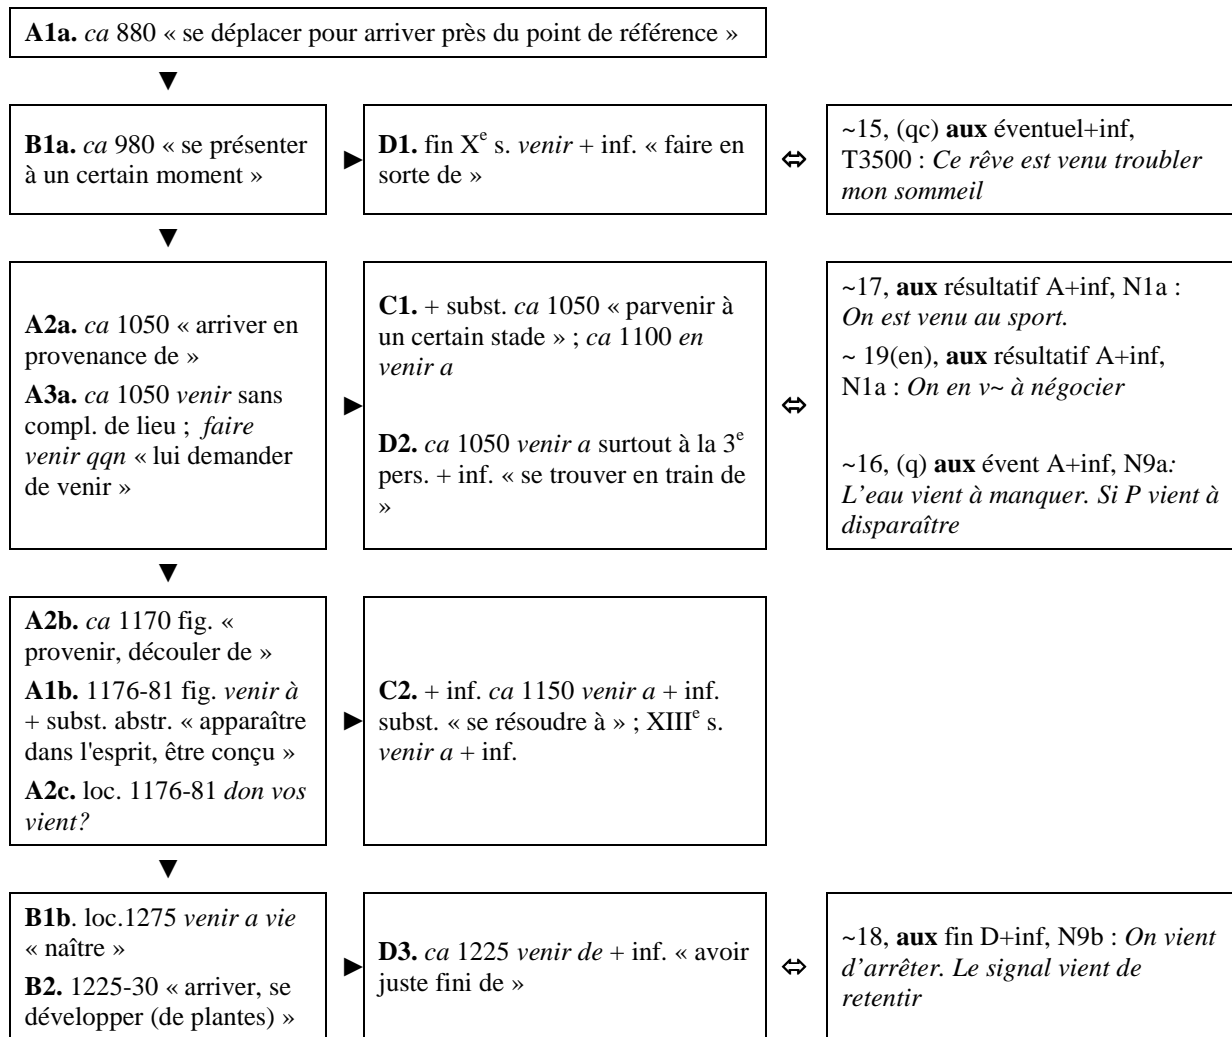 A1a. ca 880 « se déplacer pour arriver près du point de référence »
▼
B1a. ca 980 « se présenter
à un certain moment »
►
D1. fin Xe s. venir + inf. « faire en
sorte de »
⇔
~15, (qc) aux éventuel+inf,
T3500 : Ce rêve est venu troubler
mon sommeil
▼
A2a. ca 1050 « arriver en
provenance de »
A3a. ca 1050 venir sans
compl. de lieu ; faire
venir qqn « lui demander
de venir »
►
C1. + subst. ca 1050 « parvenir à
un certain stade » ; ca 1100 en
venir a
D2. ca 1050 venir a surtout à la 3e
pers. + inf. « se trouver en train de
»
⇔
~17, aux résultatif A+inf, N1a :
On est venu au sport.
~ 19(en), aux résultatif A+inf,
N1a : On en v~ à négocier
~16, (q) aux évent A+inf, N9a:
L'eau vient à manquer. Si P vient à
disparaître
▼
A2b. ca 1170 fig. «
provenir, découler de »
A1b. 1176-81 fig. venir à
+ subst. abstr. « apparaître
dans l'esprit, être conçu »
A2c. loc. 1176-81 don vos
vient?
►
C2. + inf. ca 1150 venir a + inf.
subst. « se résoudre à » ; XIIIe s.
venir a + inf.
▼
B1b. loc.1275 venir a vie
« naître »
B2. 1225-30 « arriver, se
développer (de plantes) »
►
D3. ca 1225 venir de + inf. « avoir
juste fini de »
⇔
~18, aux fin D+inf, N9b : On vient
d'arrêter. Le signal vient de
retentir